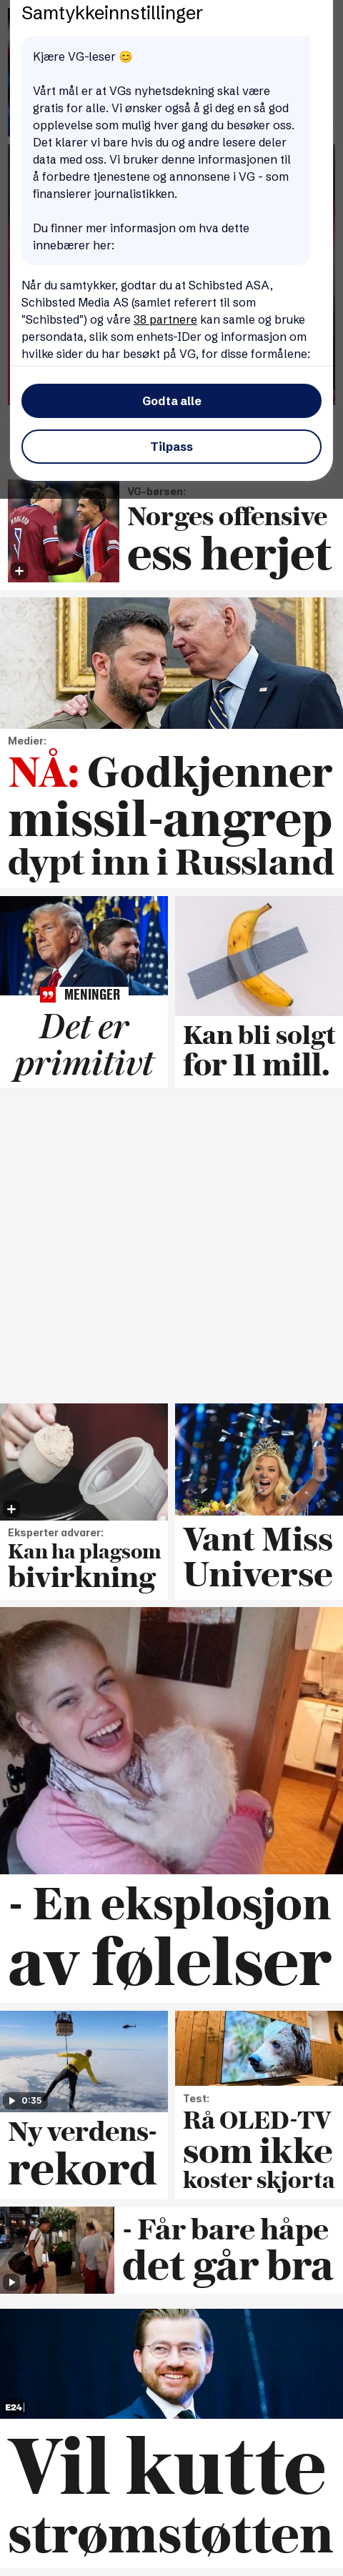 Samtykkeinnstillinger
Kjære VG-leser 😊
Vårt mål er at VGs nyhetsdekning skal være
gratis for alle. Vi ønsker også å gi deg en så god
opplevelse som mulig hver gang du besøker oss.
Det klarer vi bare hvis du og andre lesere deler
data med oss. Vi bruker denne informasjonen til
å forbedre tjenestene og annonsene i VG - som
finansierer journalistikken.
Du finner mer informasjon om hva dette
innebærer her:
Når du samtykker, godtar du at Schibsted ASA,
Schibsted Media AS (samlet referert til som
"Schibsted") og våre 38 partnere kan samle og bruke
persondata, slik som enhets-IDer og informasjon om
hvilke sider du har besøkt på VG, for disse formålene:
Godta alle
Tilpass
VG-børsen:
Norges offensive
ess herjet
Medier:
NÅ: Godkjenner
missil-angrep
dypt inn i Russland
MENINGER
Det er
primitivt
Kan bli solgt
for 11 mill.
Eksperter advarer:
Kan ha plagsom
bivirkning
Vant Miss
Universe
- En eksplosjon
av følelser
0:35
Ny verdens-
rekord
Test:
Rå OLED-TV
som ikke
koster skjorta
- Får bare håpe
det går bra
E24
Vil kutte
strømstøtten